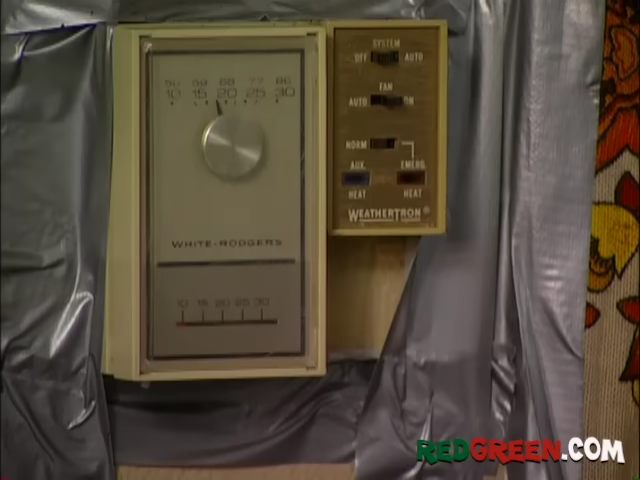 50 59 68 77 86
10 15 20 25 30
WHITE-RODGERS
10 15 20 25 30
SYSTEM
OFF AUTO
FAN
AUTO ON
NORM
AUX. EMERG
HEAT HEAT
WEATHERTRON®
REDGREEN.COM